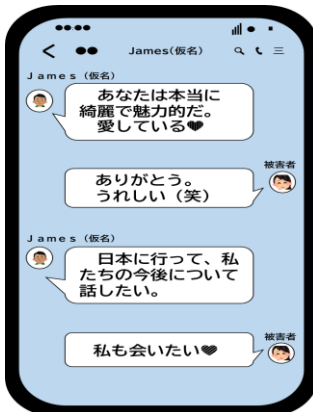 James(仮名)
James（仮名）
あなたは本当に
綺麗で魅力的だ。
愛している♥
被害者
ありがとう。
うれしい（笑）
James（仮名）
日本に行って、私
たちの今後について
話したい。
被害者
私も会いたい♥